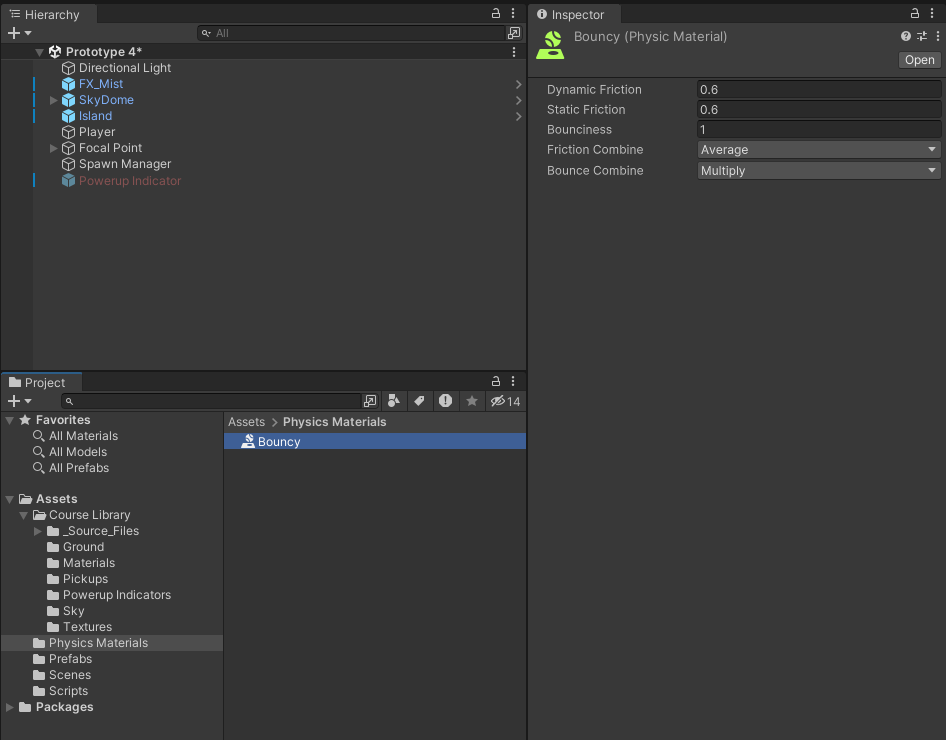 Hierarchy
All
Prototype 4*
Directional Light
FX_Mist
SkyDome
Island
Player
Focal Point
Spawn Manager
Powerup Indicator
Project
14
Favorites
All Materials
All Models
All Prefabs
Assets
Course Library
_Source_Files
Ground
Materials
Pickups
Powerup Indicators
Sky
Textures
Physics Materials
Prefabs
Scenes
Scripts
Packages
Assets > Physics Materials
Bouncy
Inspector
Bouncy (Physic Material)
Open
Dynamic Friction 0.6
Static Friction 0.6
Bounciness 1
Friction Combine Average
Bounce Combine Multiply